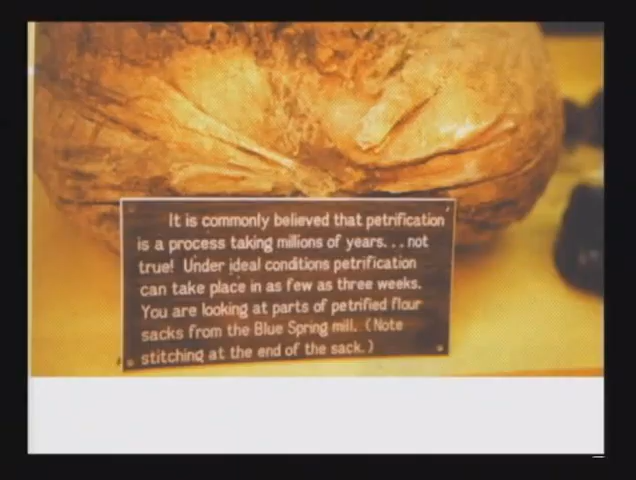 It is commonly believed that petrification
is a process taking millions of years...not
true! Under ideal conditions petrification
can take place in as few as three weeks.
You are looking at parts of petrified flour
sacks from the Blue Spring mill. (Note
stitching at the end of the sack.)